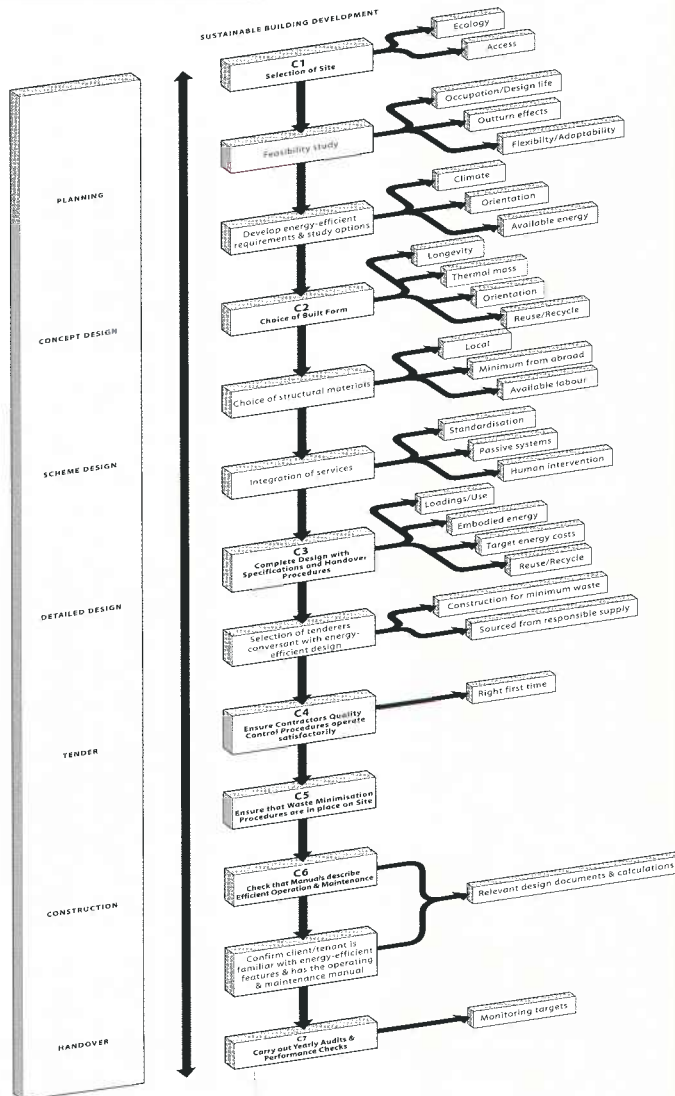 SUSTAINABLE BUILDING DEVELOPMENT
C1
Selection of Site
Ecology
Access
Feasibility study
Occupation/Design life
Outturn effects
Flexibilty/Adaptability
PLANNING
Develop energy-efficient
requirements & study options
Climate
Orientation
Available energy
C2
Choice of Built Form
Longevity
Thermal mass
Orientation
Reuse/Recycle
CONCEPT DESIGN
Choice of structural materials
Local
Minimum from abroad
Available labour
SCHEME DESIGN
Integration of services
Standardisation
Passive systems
Human intervention
C3
Complete Design with
Specifications and Handover
Procedures
Loadings/Use
Embodied energy
Target energy costs
Reuse/Recycle
DETAILED DESIGN
Selection of tenderers
conversant with energy-
efficient design
Construction for minimum waste
Sourced from responsible supply
C4
Ensure Contractors Quality
Control Procedures operate
satisfactorily
Right first time
TENDER
C5
Ensure that Waste Minimisation
Procedures are in place on Site
C6
Check that Manuals describe
Efficient Operation & Maintenance
Relevant design documents & calculations
CONSTRUCTION
Confirm client/tenant is
familiar with energy-efficient
features & has the operating
& maintenance manual
HANDOVER
C7
Carry out Yearly Audits &
Performance Checks
Monitoring targets